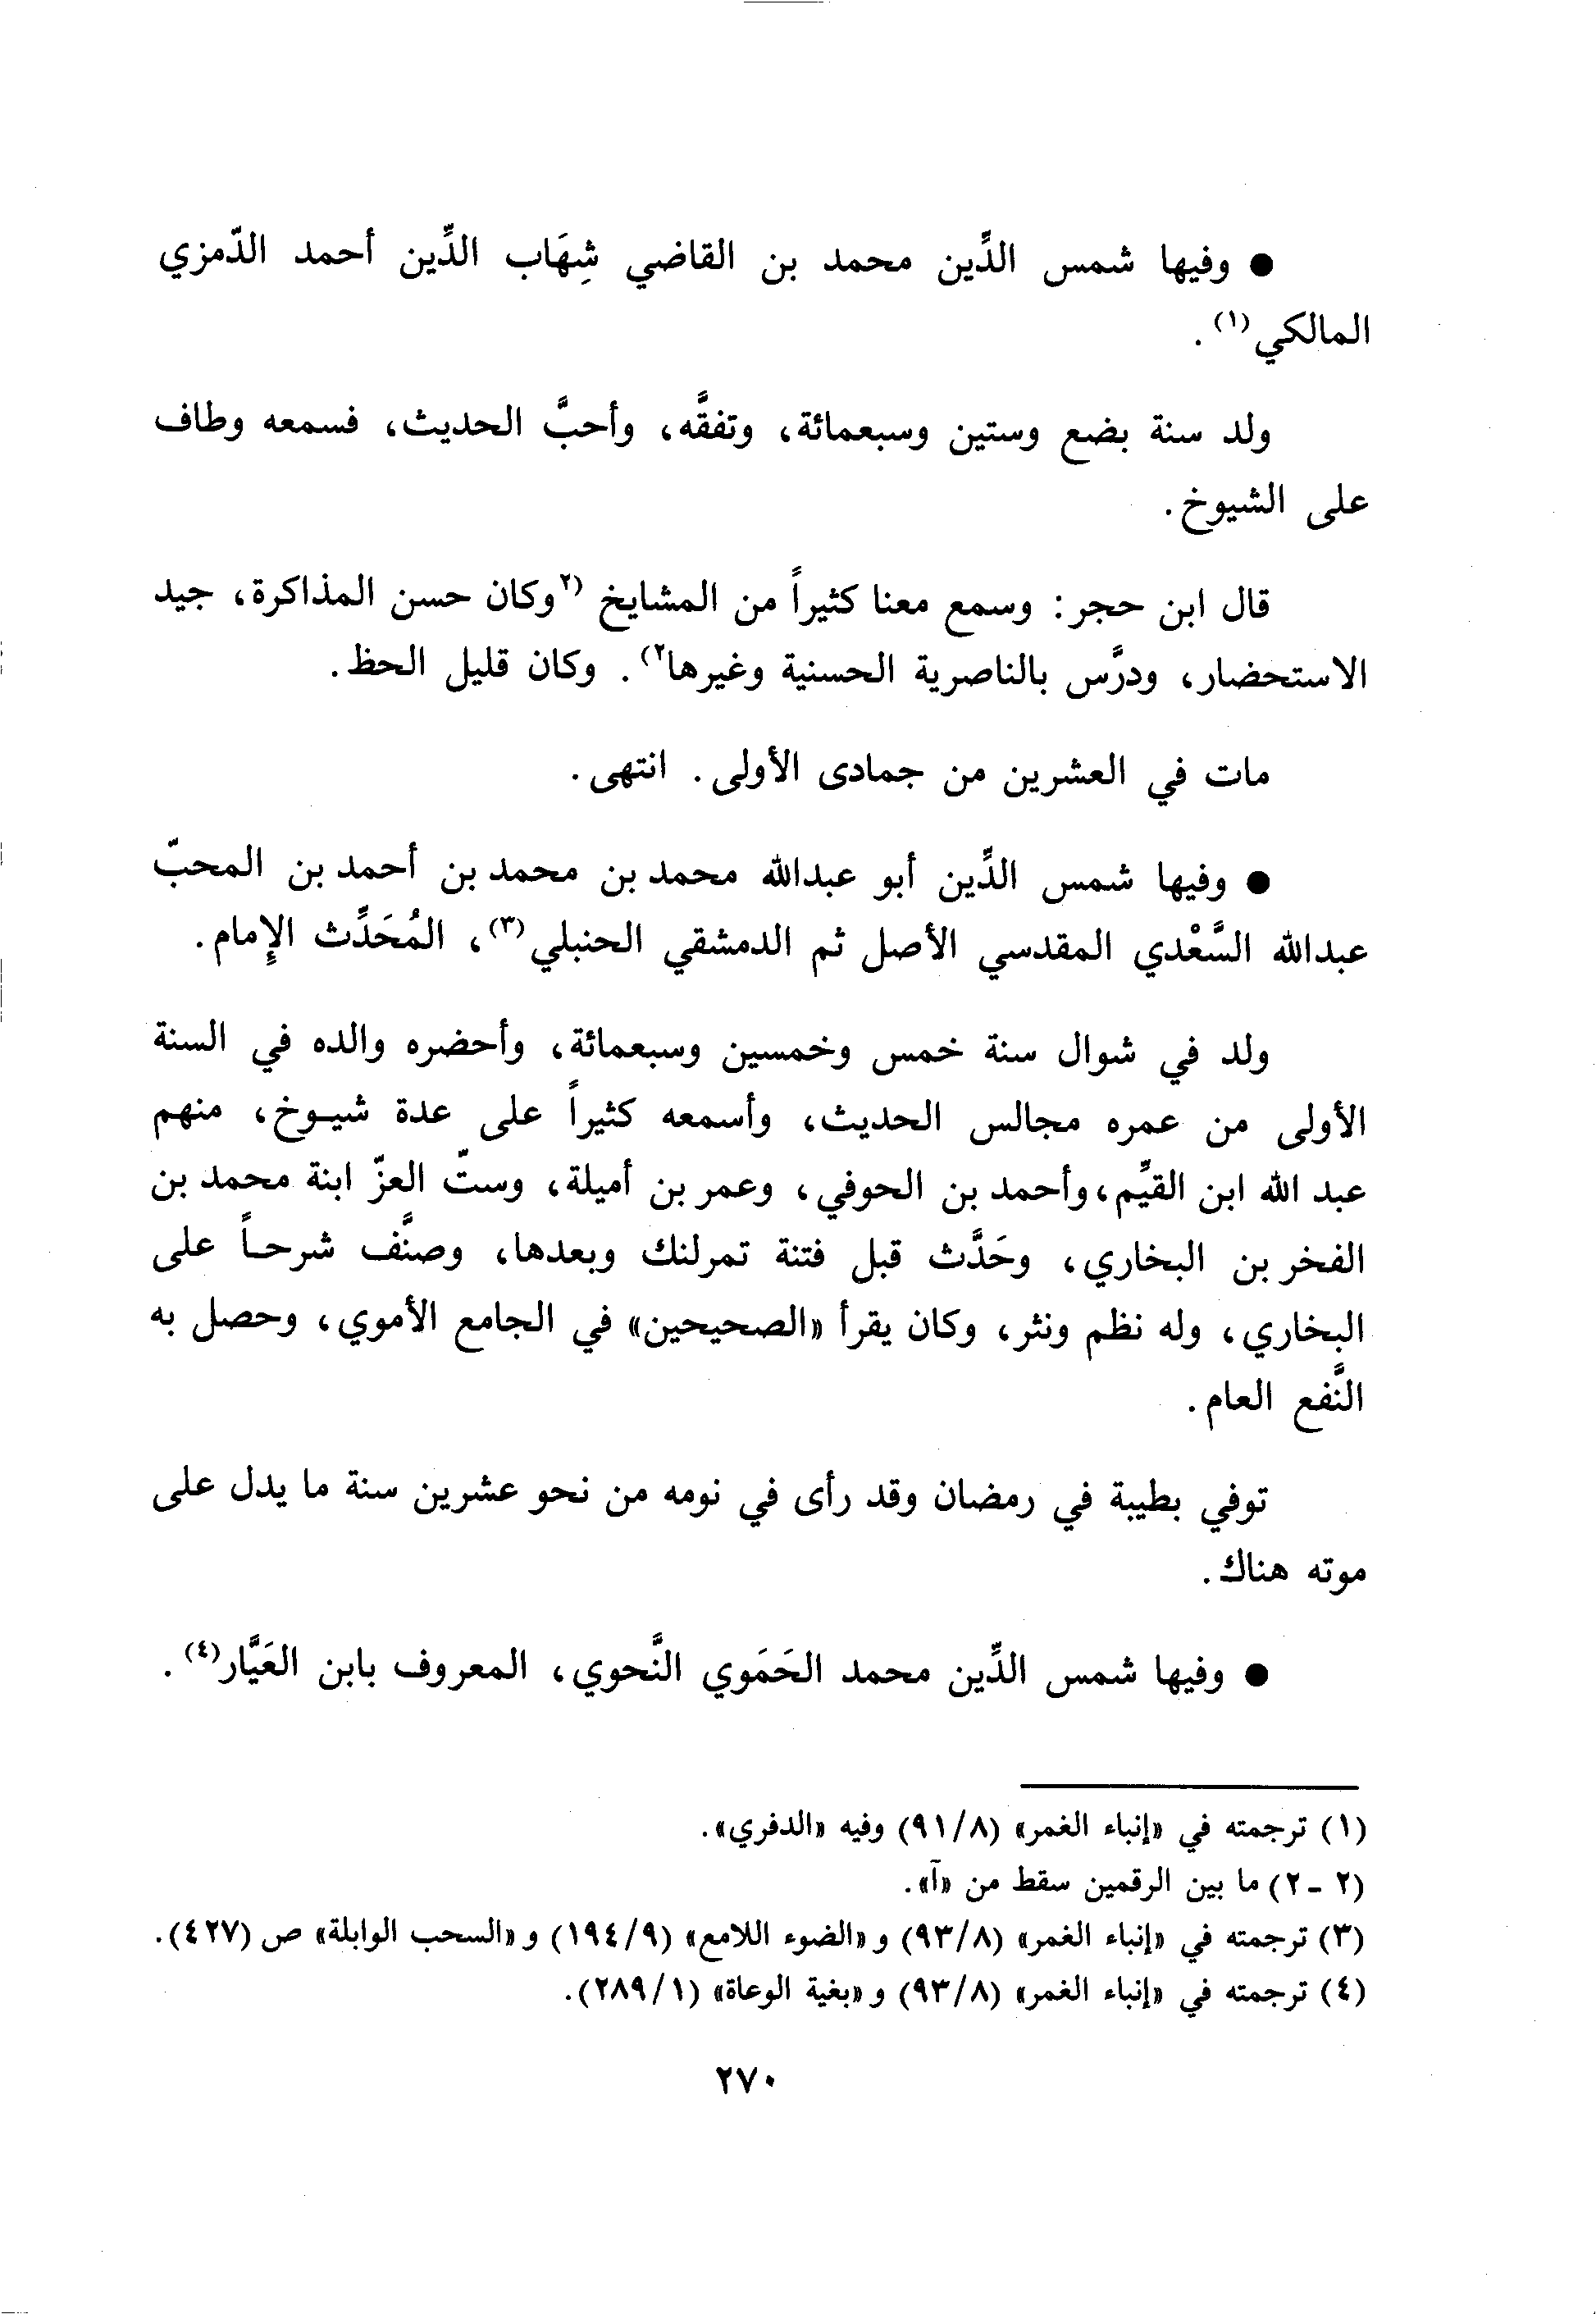 ● وفيها شمس الدِّين محمد بن القاضي شِهَاب الدِّين أحمد الدّمزي
المالكي(١).
ولد سنة بضع وستين وسبعمائة، وتفقَّه، وأحبَّ الحديث، فسمعه وطاف
على الشيوخ.
قال ابن حجر: وسمع معنا كثيراً من المشايخ (٢وكان حسن المذاكرة، جيد
الاستحضار، ودرَّس بالناصرية الحسنية وغيرها٢). وكان قليل الحظ.
مات في العشرين من جمادى الأولى. انتهى.
● وفيها شمس الدِّين أبو عبدالله محمد بن محمد بن أحمد بن المحبّ
عبدالله السَّعْدي المقدسي الأصل ثم الدمشقي الحنبلي(٣)، المُحَدِّث الإمام.
ولد في شوال سنة خمس وخمسين وسبعمائة، وأحضره والده في السنة
الأولى من عمره مجالس الحديث، وأسمعه كثيراً على عدة شيوخ، منهم
عبد الله ابن القيِّم، وأحمد بن الحوفي، وعمر بن أميلة، وستّ العزّ ابنة محمد بن
الفخر بن البخاري، وحَدَّث قبل فتنة تمرلنك وبعدها، وصنَّف شرحاً على
البخاري، وله نظم ونثر، وكان يقرأ «الصحيحين» في الجامع الأموي، وحصل به
النَّفع العام.
توفي بطيبة في رمضان وقد رأى في نومه من نحو عشرين سنة ما يدل على
موته هناك.
● وفيها شمس الدِّين محمد الحَمَوي النَّحوي، المعروف بابن العَيَّار(٤).
(١) ترجمته في «إنباء الغمر» (٩١/٨) وفيه «الدفري».
(٢ - ٢) ما بين الرقمين سقط من «آ».
(٣) ترجمته في «إنباء الغمر» (٩٣/٨) و«الضوء اللامع» (١٩٤/٩) و«السحب الوابلة» ص (٤٢٧).
(٤) ترجمته في «إنباء الغمر» (٩٣/٨) و«بغية الوعاة» (٢٨٩/١).
٢٧٠